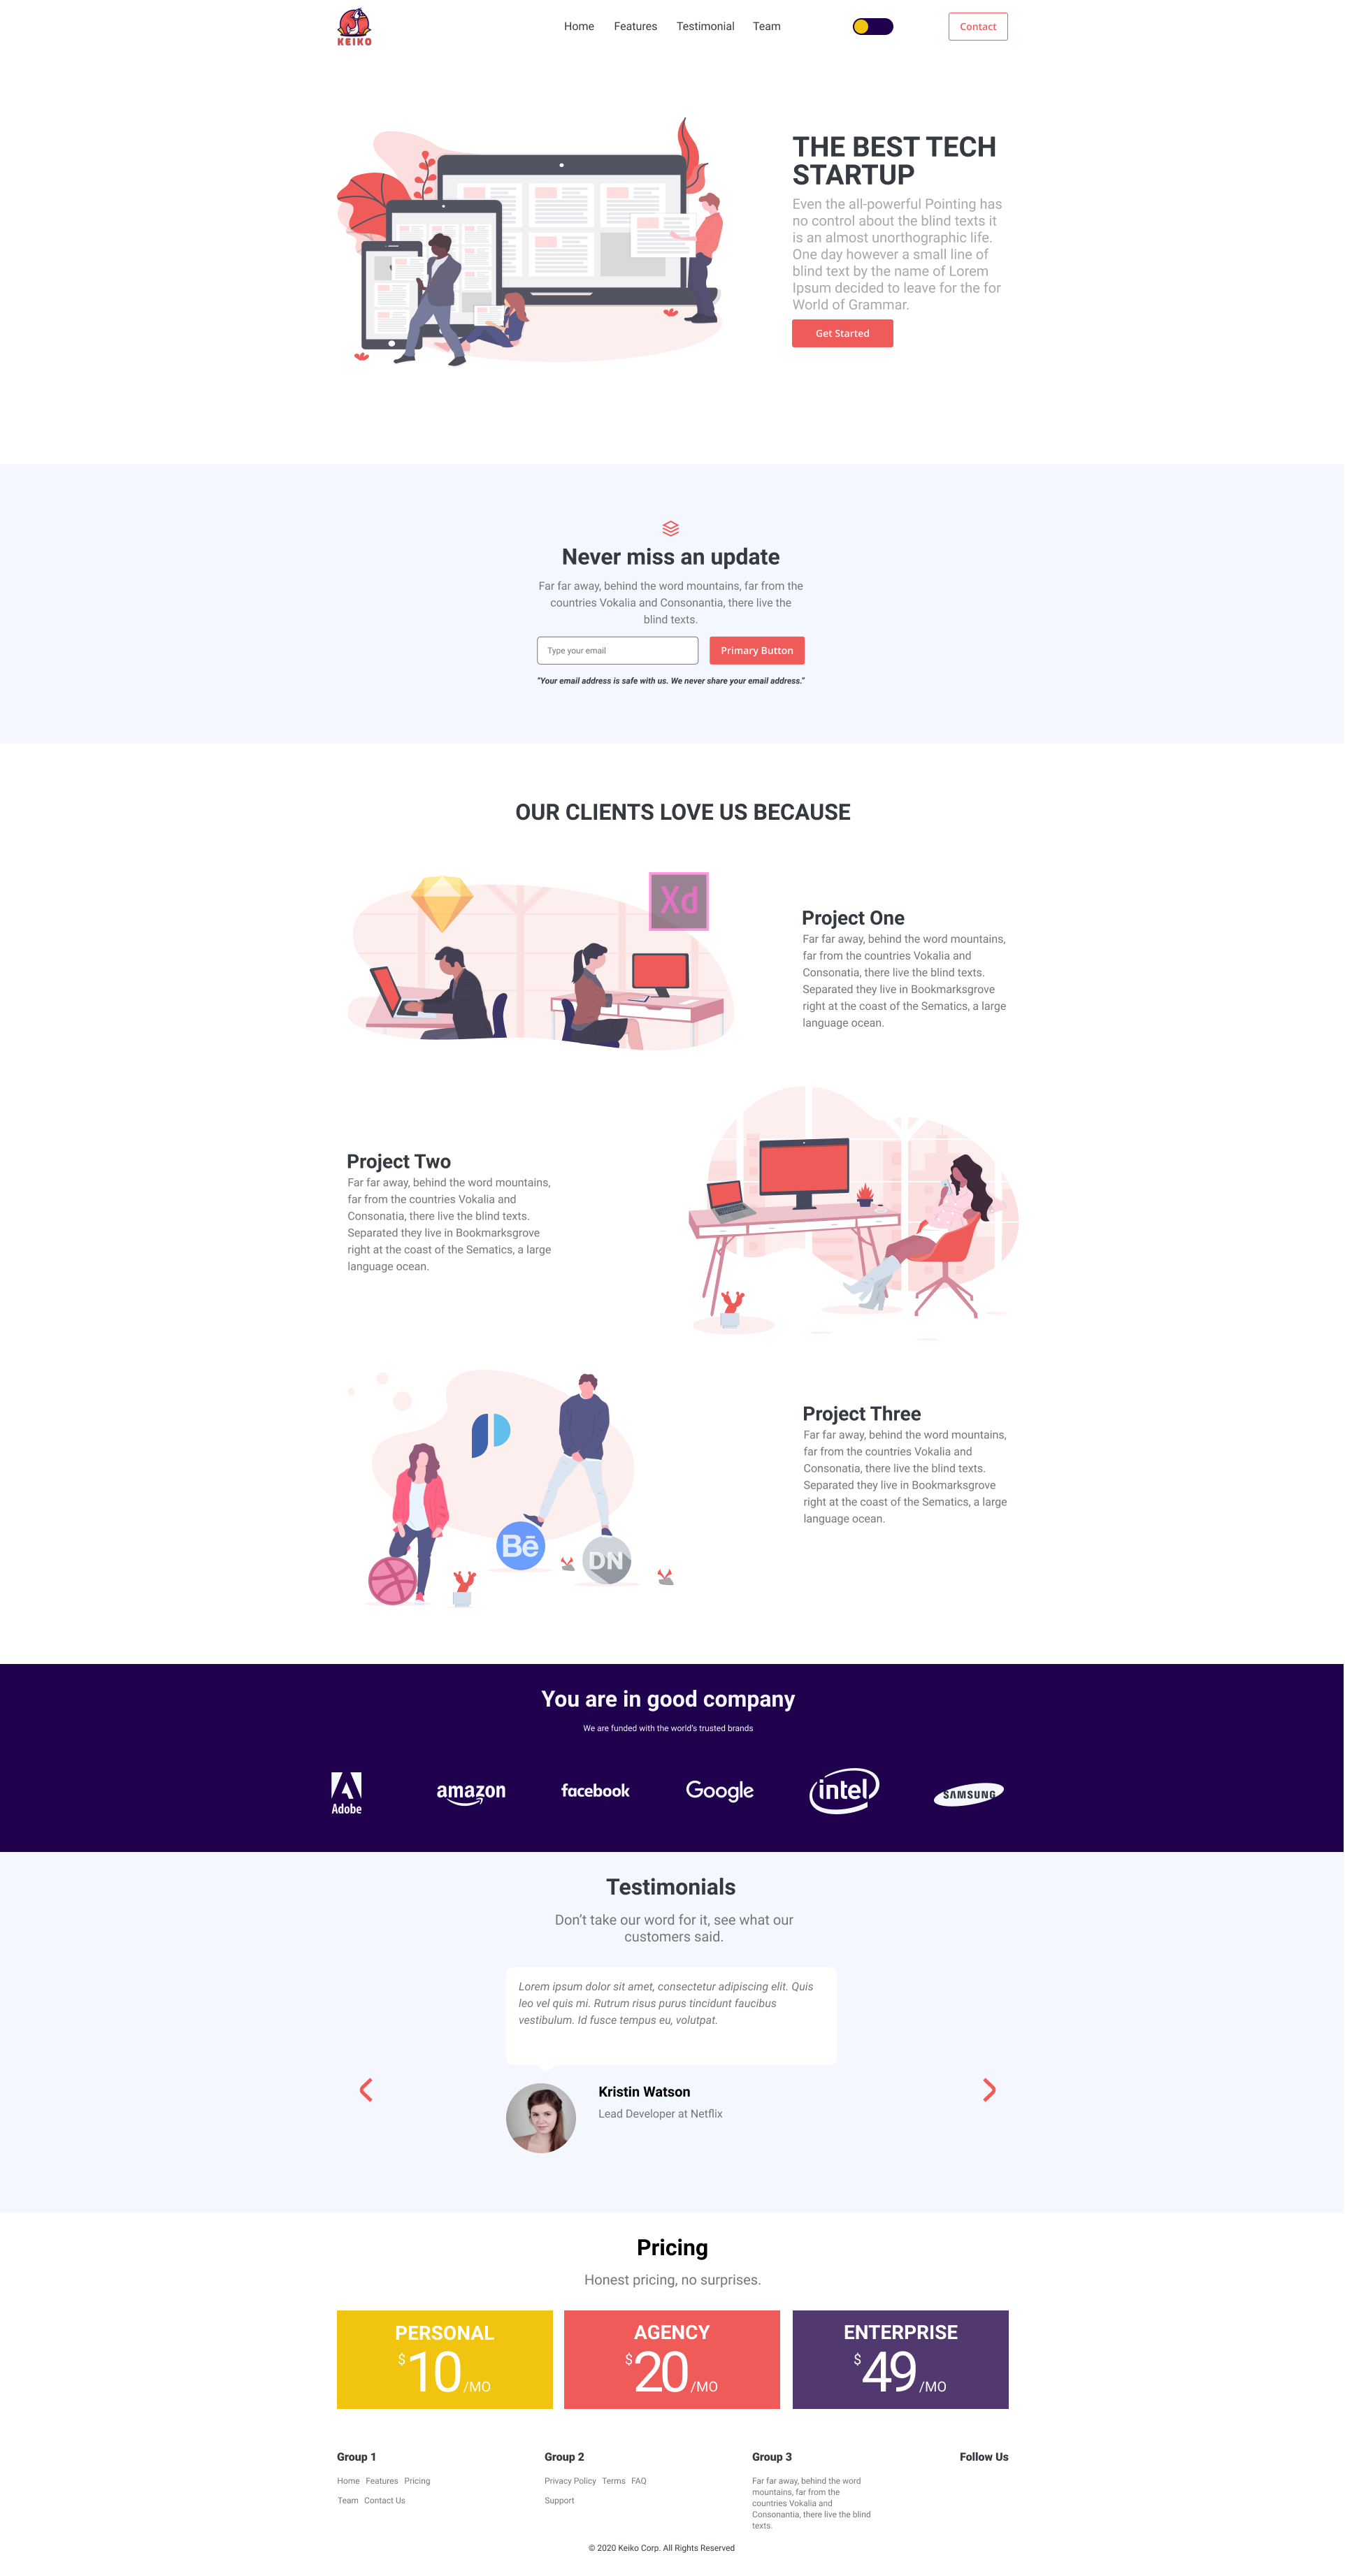 KEIKO
Home Features Testimonial Team
Contact
THE BEST TECH
STARTUP
Even the all-powerful Pointing has
no control about the blind texts it
is an almost unorthographic life.
One day however a small line of
blind text by the name of Lorem
Ipsum decided to leave for the for
World of Grammar.
Get Started
Never miss an update
Far far away, behind the word mountains, far from the
countries Vokalia and Consonantia, there live the
blind texts.
Type your email
Primary Button
“Your email address is safe with us. We never share your email address.”
OUR CLIENTS LOVE US BECAUSE
Xd
Project One
Far far away, behind the word mountains,
far from the countries Vokalia and
Consonatia, there live the blind texts.
Separated they live in Bookmarksgrove
right at the coast of the Sematics, a large
language ocean.
Project Two
Far far away, behind the word mountains,
far from the countries Vokalia and
Consonatia, there live the blind texts.
Separated they live in Bookmarksgrove
right at the coast of the Sematics, a large
language ocean.
Bē
DN
Project Three
Far far away, behind the word mountains,
far from the countries Vokalia and
Consonatia, there live the blind texts.
Separated they live in Bookmarksgrove
right at the coast of the Sematics, a large
language ocean.
You are in good company
We are funded with the world's trusted brands
Adobe
amazon
facebook
Google
intel
SAMSUNG
Testimonials
Don’t take our word for it, see what our
customers said.
Lorem ipsum dolor sit amet, consectetur adipiscing elit. Quis
leo vel quis mi. Rutrum risus purus tincidunt faucibus
vestibulum. Id fusce tempus eu, volutpat.
Kristin Watson
Lead Developer at Netflix
Pricing
Honest pricing, no surprises.
PERSONAL
$10/MO
AGENCY
$20/MO
ENTERPRISE
$49/MO
Group 1
Home Features Pricing
Team Contact Us
Group 2
Privacy Policy Terms FAQ
Support
Group 3
Far far away, behind the word
mountains, far from the
countries Vokalia and
Consonantia, there live the blind
texts.
Follow Us
© 2020 Keiko Corp. All Rights Reserved